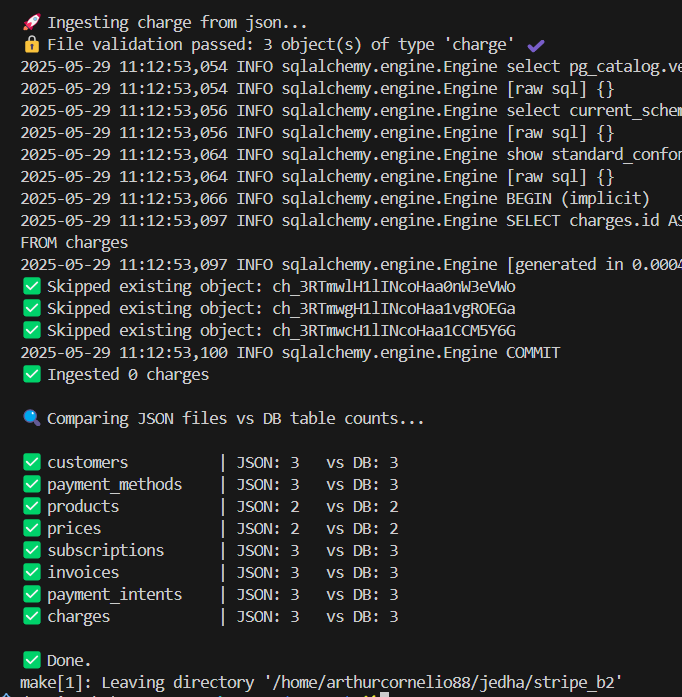 🚀 Ingesting charge from json...
🔒 File validation passed: 3 object(s) of type 'charge' ✔
2025-05-29 11:12:53,054 INFO sqlalchemy.engine.Engine select pg_catalog.ve
2025-05-29 11:12:53,054 INFO sqlalchemy.engine.Engine [raw sql] {}
2025-05-29 11:12:53,056 INFO sqlalchemy.engine.Engine select current_schem
2025-05-29 11:12:53,056 INFO sqlalchemy.engine.Engine [raw sql] {}
2025-05-29 11:12:53,064 INFO sqlalchemy.engine.Engine show standard_confor
2025-05-29 11:12:53,064 INFO sqlalchemy.engine.Engine [raw sql] {}
2025-05-29 11:12:53,066 INFO sqlalchemy.engine.Engine BEGIN (implicit)
2025-05-29 11:12:53,097 INFO sqlalchemy.engine.Engine SELECT charges.id AS
FROM charges
2025-05-29 11:12:53,097 INFO sqlalchemy.engine.Engine [generated in 0.0004
✅ Skipped existing object: ch_3RTmwlH1lINcoHaa0nW3eVWo
✅ Skipped existing object: ch_3RTmwgH1lINcoHaa1vgROEGa
✅ Skipped existing object: ch_3RTmwcH1lINcoHaa1CCM5Y6G
2025-05-29 11:12:53,100 INFO sqlalchemy.engine.Engine COMMIT
✅ Ingested 0 charges
🔍 Comparing JSON files vs DB table counts...
✅ customers | JSON: 3 vs DB: 3
✅ payment_methods | JSON: 3 vs DB: 3
✅ products | JSON: 2 vs DB: 2
✅ prices | JSON: 2 vs DB: 2
✅ subscriptions | JSON: 3 vs DB: 3
✅ invoices | JSON: 3 vs DB: 3
✅ payment_intents | JSON: 3 vs DB: 3
✅ charges | JSON: 3 vs DB: 3
✅ Done.
make[1]: Leaving directory '/home/arthurcornelio88/jedha/stripe_b2'